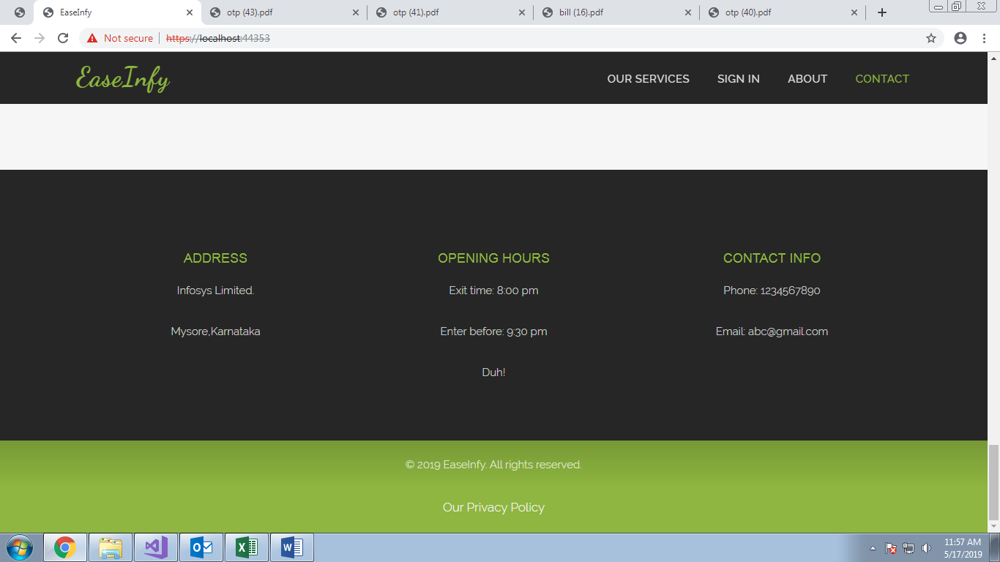 EaseInfy
otp (43).pdf
otp (41).pdf
bill (16).pdf
otp (40).pdf
Not secure
https://localhost:44353
EaseInfy
OUR SERVICES
SIGN IN
ABOUT
CONTACT
ADDRESS
Infosys Limited.
Mysore,Karnataka
OPENING HOURS
Exit time: 8:00 pm
Enter before: 9:30 pm
Duh!
CONTACT INFO
Phone: 1234567890
Email: abc@gmail.com
© 2019 EaseInfy. All rights reserved.
Our Privacy Policy
11:57 AM
5/17/2019